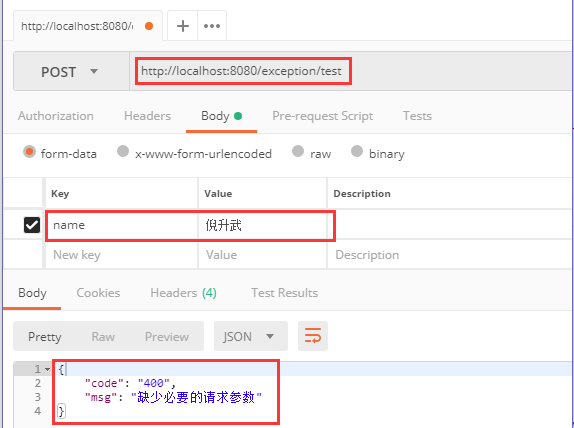 http://localhost:8080/
POST http://localhost:8080/exception/test
Authorization Headers Body Pre-request Script Tests
form-data x-www-form-urlencoded raw binary
Key Value Description
name 倪升武
New key Value Description
Body Cookies Headers (4) Test Results
Pretty Raw Preview JSON
1 {
2 "code": "400",
3 "msg": "缺少必要的请求参数"
4 }